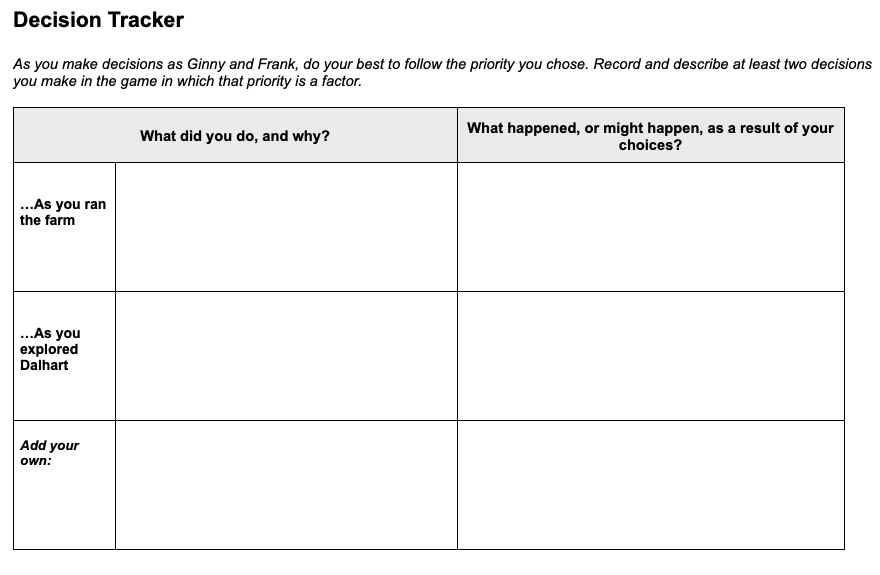 Decision Tracker
As you make decisions as Ginny and Frank, do your best to follow the priority you chose. Record and describe at least two decisions
you make in the game in which that priority is a factor.
What did you do, and why?
What happened, or might happen, as a result of your
choices?
…As you ran
the farm
…As you
explored
Dalhart
Add your
own: